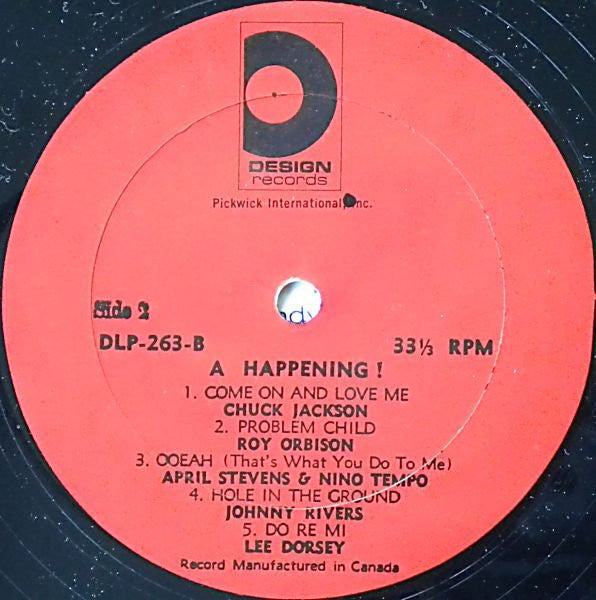 DESIGN
records
Pickwick International, Inc.
Side 2
DLP-263-B
33⅓ RPM
A HAPPENING!
1. COME ON AND LOVE ME
CHUCK JACKSON
2. PROBLEM CHILD
ROY ORBISON
3. OOEAH (That's What You Do To Me)
APRIL STEVENS & NINO TEMPO
4. HOLE IN THE GROUND
JOHNNY RIVERS
5. DO RE MI
LEE DORSEY
Record Manufactured in Canada